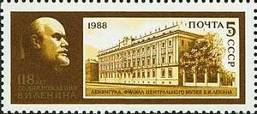 1988
ПОЧТА 5 К
СССР
118 лет
со дня рождения
В.И.ЛЕНИНА
ЛЕНИНГРАД. ФИЛИАЛ ЦЕНТРАЛЬНОГО МУЗЕЯ В.И.ЛЕНИНА